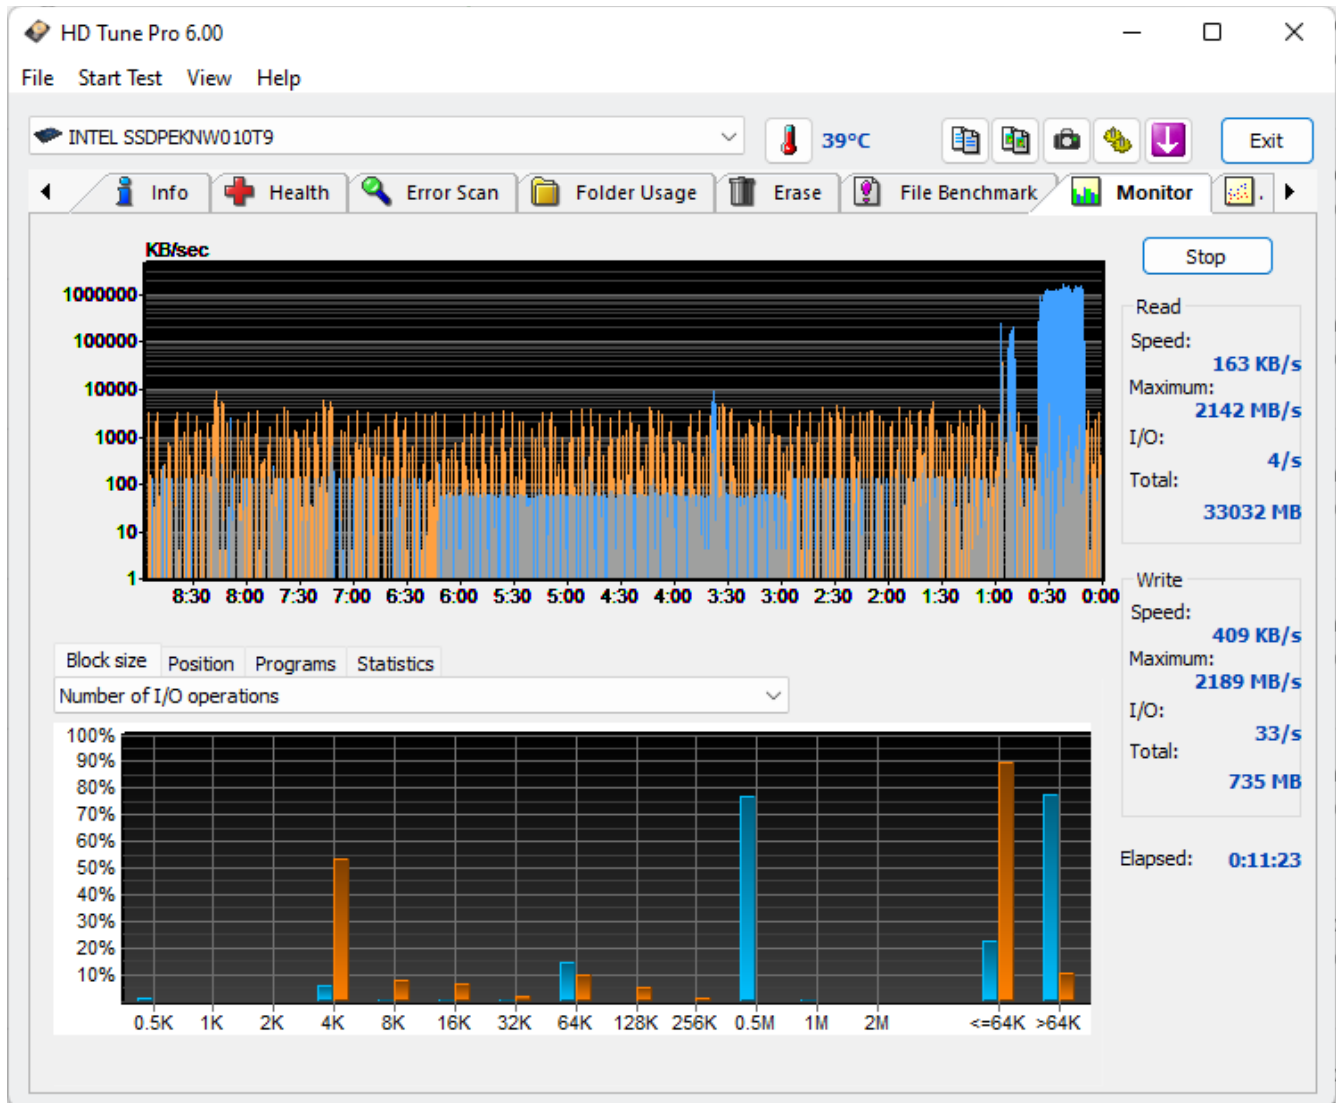 HD Tune Pro 6.00
File Start Test View Help
INTEL SSDPEKNW010T9
39°C
Exit
Info Health Error Scan Folder Usage Erase File Benchmark Monitor .
KB/sec
1000000
100000
10000
1000
100
10
1
8:30 8:00 7:30 7:00 6:30 6:00 5:30 5:00 4:30 4:00 3:30 3:00 2:30 2:00 1:30 1:00 0:30 0:00
Stop
Read
Speed:
163 KB/s
Maximum:
2142 MB/s
I/O:
4/s
Total:
33032 MB
Write
Speed:
409 KB/s
Maximum:
2189 MB/s
I/O:
33/s
Total:
735 MB
Elapsed: 0:11:23
Block size Position Programs Statistics
Number of I/O operations
100%
90%
80%
70%
60%
50%
40%
30%
20%
10%
0.5K 1K 2K 4K 8K 16K 32K 64K 128K 256K 0.5M 1M 2M <=64K >64K